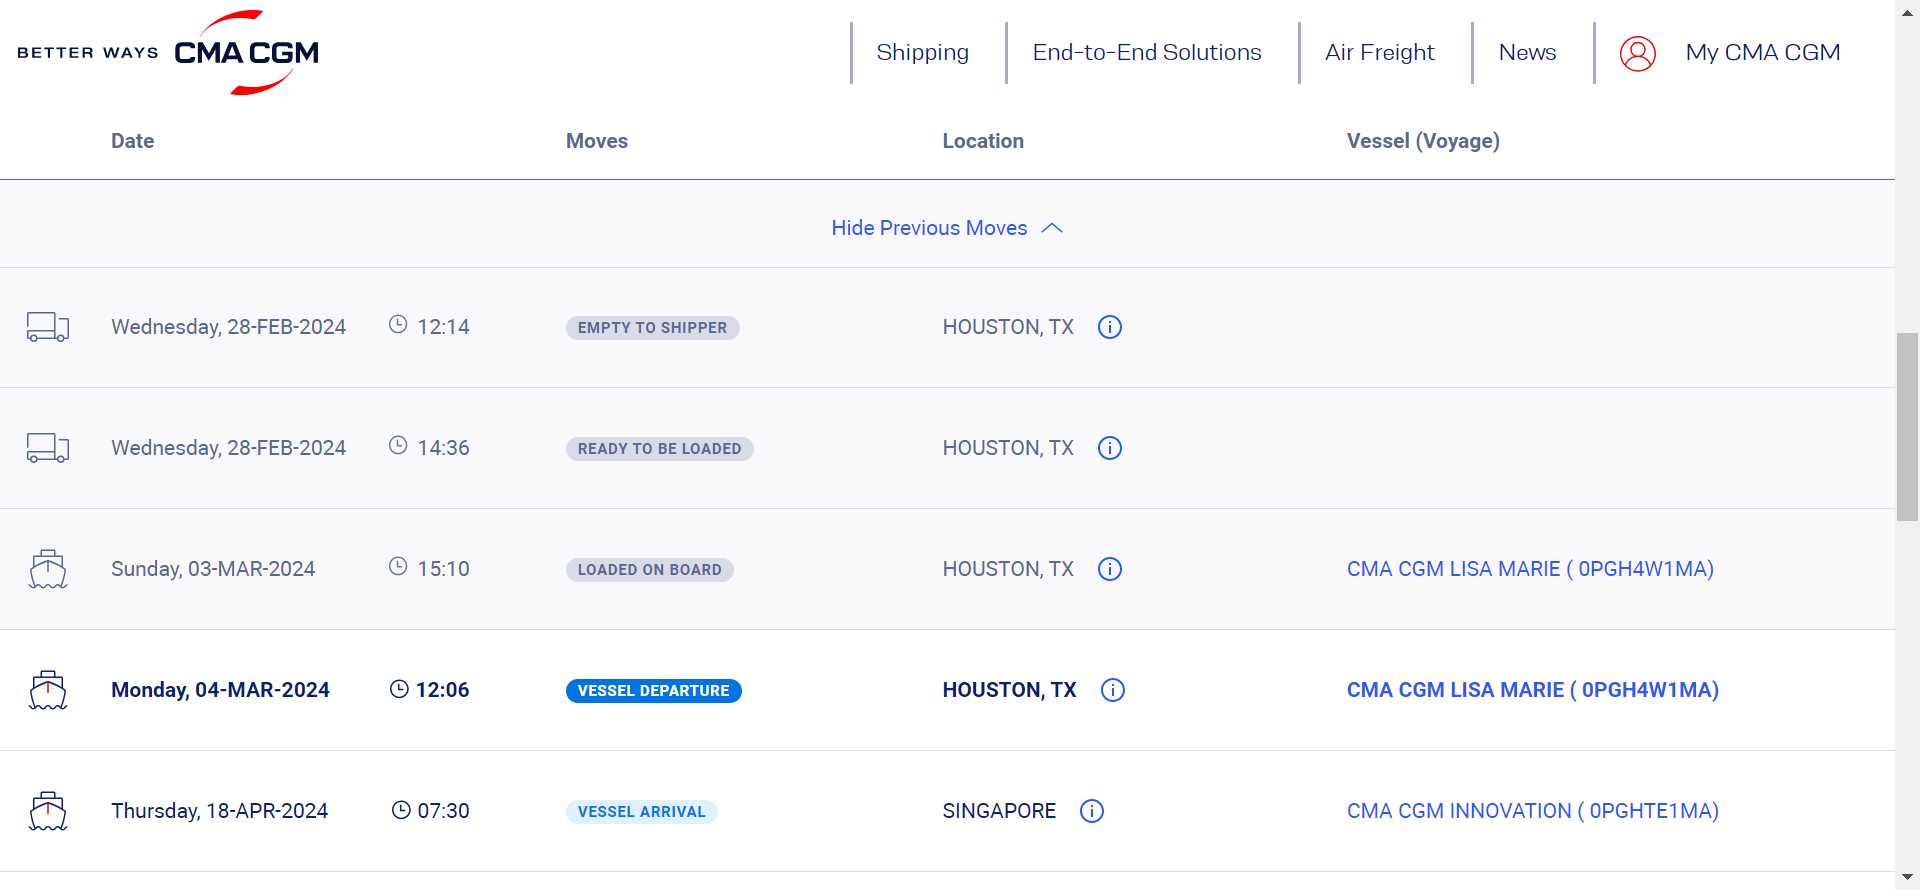 BETTER WAYS CMA CGM Shipping End-to-End Solutions Air Freight News My CMA CGM
Date Moves Location Vessel (Voyage)
Hide Previous Moves
Wednesday, 28-FEB-2024 12:14 EMPTY TO SHIPPER HOUSTON, TX
Wednesday, 28-FEB-2024 14:36 READY TO BE LOADED HOUSTON, TX
Sunday, 03-MAR-2024 15:10 LOADED ON BOARD HOUSTON, TX CMA CGM LISA MARIE ( 0PGH4W1MA)
Monday, 04-MAR-2024 12:06 VESSEL DEPARTURE HOUSTON, TX CMA CGM LISA MARIE ( 0PGH4W1MA)
Thursday, 18-APR-2024 07:30 VESSEL ARRIVAL SINGAPORE CMA CGM INNOVATION ( 0PGHTE1MA)